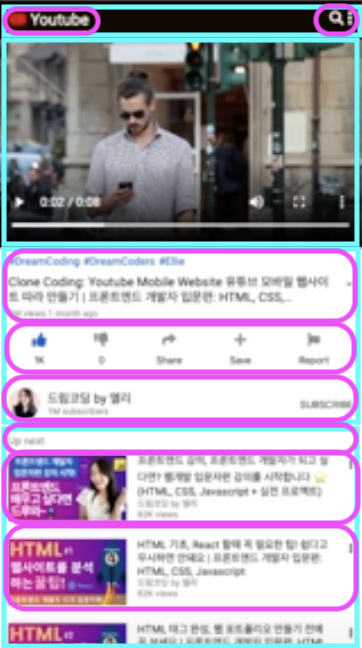 Youtube
0:02 / 0:08
#DreamCoding #DreamCoders #Ellie
Clone Coding: Youtube Mobile Website 유튜브 모바일 웹사이
트 따라 만들기 | 프론트엔드 개발자 입문편: HTML, CSS,...
views 1 month ago
1K
0
Share
Save
Report
드림코딩 by 엘리
1M subscribers
SUBSCRIBE
Up next
프론트엔드 개발자
배우고 싶다면
드루와~
프론트엔드 강의, 프론트엔드 개발자가 되고 싶
다면? 웹개발 입문자편 강의를 시작합니다 ⭐
(HTML, CSS, Javascript + 실전 프로젝트)
드림코딩 by 엘리
82K views
HTML #1
웹사이트를 분석
하는 꿀팁!
HTML 기초, React 할때 꼭 필요한 팁! 쉽다고
무시하면 안돼요 | 프론트엔드 개발자 입문편:
HTML, CSS, Javascript
드림코딩 by 엘리
82K views
HTML
HTML 태그 완성, 웹 포트폴리오 만들기 전에